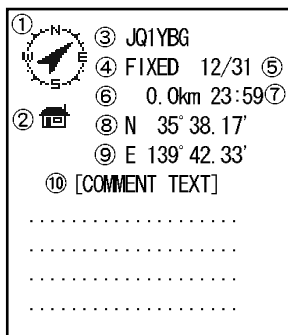 ① N ③ JQ1YBG
W E ④ FIXED 12/31 ⑤
S ⑥ 0.0km 23:59⑦
② ⑧ N 35°38.17'
⑨ E 139°42.33'
⑩ [COMMENT TEXT]
....................
....................
....................
....................